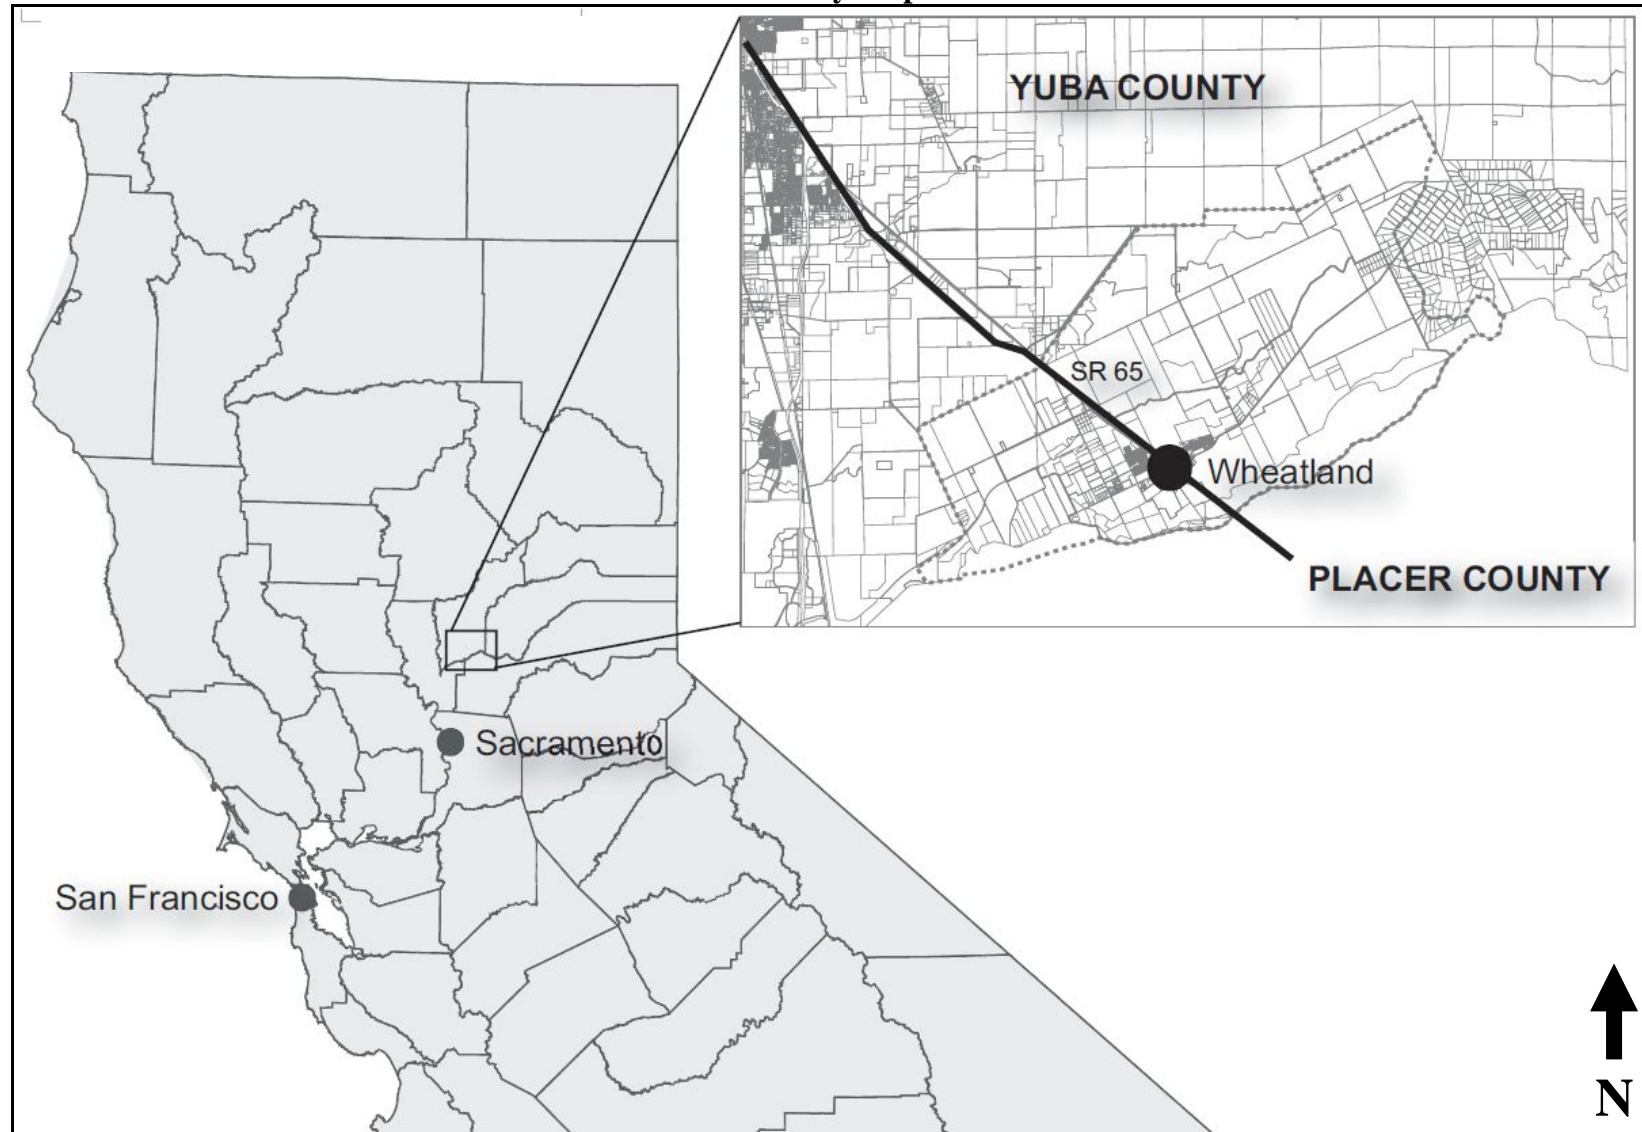 YUBA COUNTY
SR 65
Wheatland
PLACER COUNTY
Sacramento
San Francisco
N